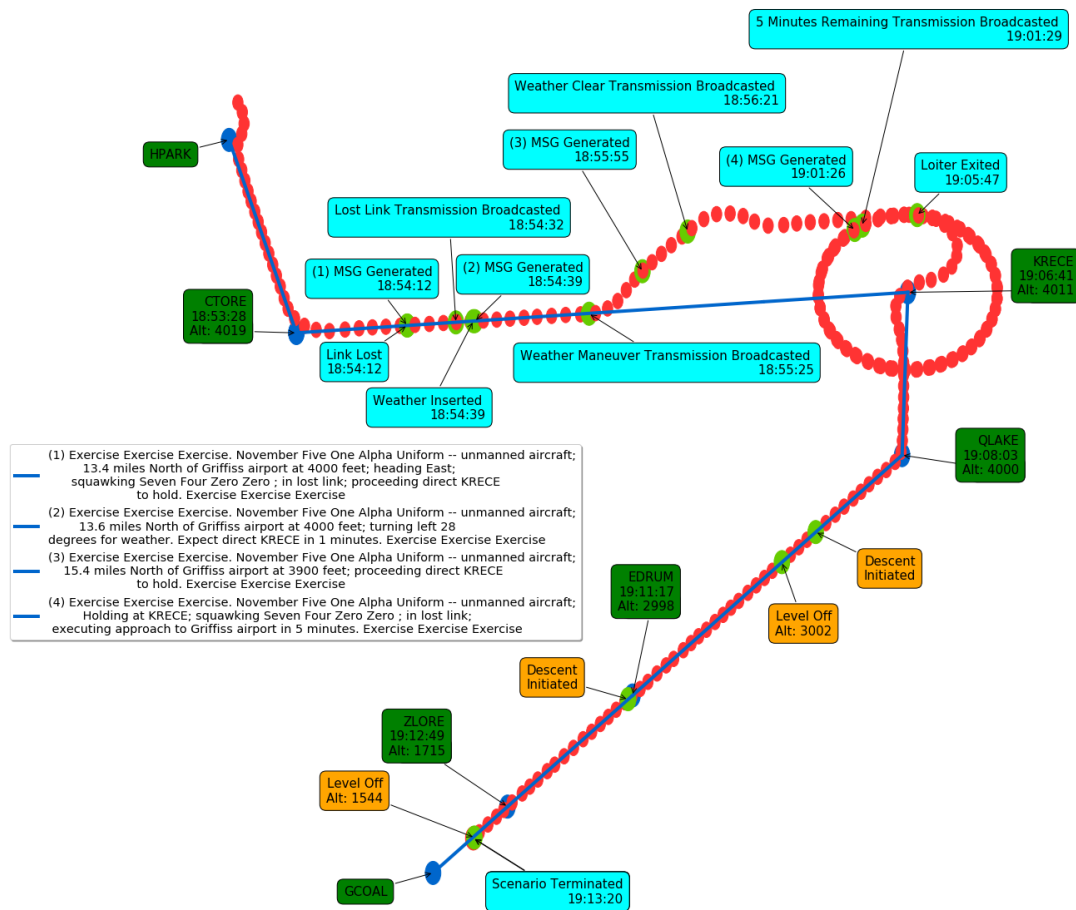 5 Minutes Remaining Transmission Broadcasted
19:01:29
Weather Clear Transmission Broadcasted
18:56:21
(3) MSG Generated
18:55:55
(4) MSG Generated
19:01:26
Loiter Exited
19:05:47
HPARK
Lost Link Transmission Broadcasted
18:54:32
(1) MSG Generated
18:54:12
(2) MSG Generated
18:54:39
KRECE
19:06:41
Alt: 4011
CTORE
18:53:28
Alt: 4019
Link Lost
18:54:12
Weather Inserted
18:54:39
Weather Maneuver Transmission Broadcasted
18:55:25
QLAKE
19:08:03
Alt: 4000
(1) Exercise Exercise Exercise. November Five One Alpha Uniform -- unmanned aircraft;
13.4 miles North of Griffiss airport at 4000 feet; heading East;
squawking Seven Four Zero Zero ; in lost link; proceeding direct KRECE
to hold. Exercise Exercise Exercise
(2) Exercise Exercise Exercise. November Five One Alpha Uniform -- unmanned aircraft;
13.6 miles North of Griffiss airport at 4000 feet; turning left 28
degrees for weather. Expect direct KRECE in 1 minutes. Exercise Exercise Exercise
(3) Exercise Exercise Exercise. November Five One Alpha Uniform -- unmanned aircraft;
15.4 miles North of Griffiss airport at 3900 feet; proceeding direct KRECE
to hold. Exercise Exercise Exercise
(4) Exercise Exercise Exercise. November Five One Alpha Uniform -- unmanned aircraft;
Holding at KRECE; squawking Seven Four Zero Zero ; in lost link;
executing approach to Griffiss airport in 5 minutes. Exercise Exercise Exercise
Descent
Initiated
Level Off
Alt: 3002
EDRUM
19:11:17
Alt: 2998
Descent
Initiated
ZLORE
19:12:49
Alt: 1715
Level Off
Alt: 1544
GCOAL
Scenario Terminated
19:13:20